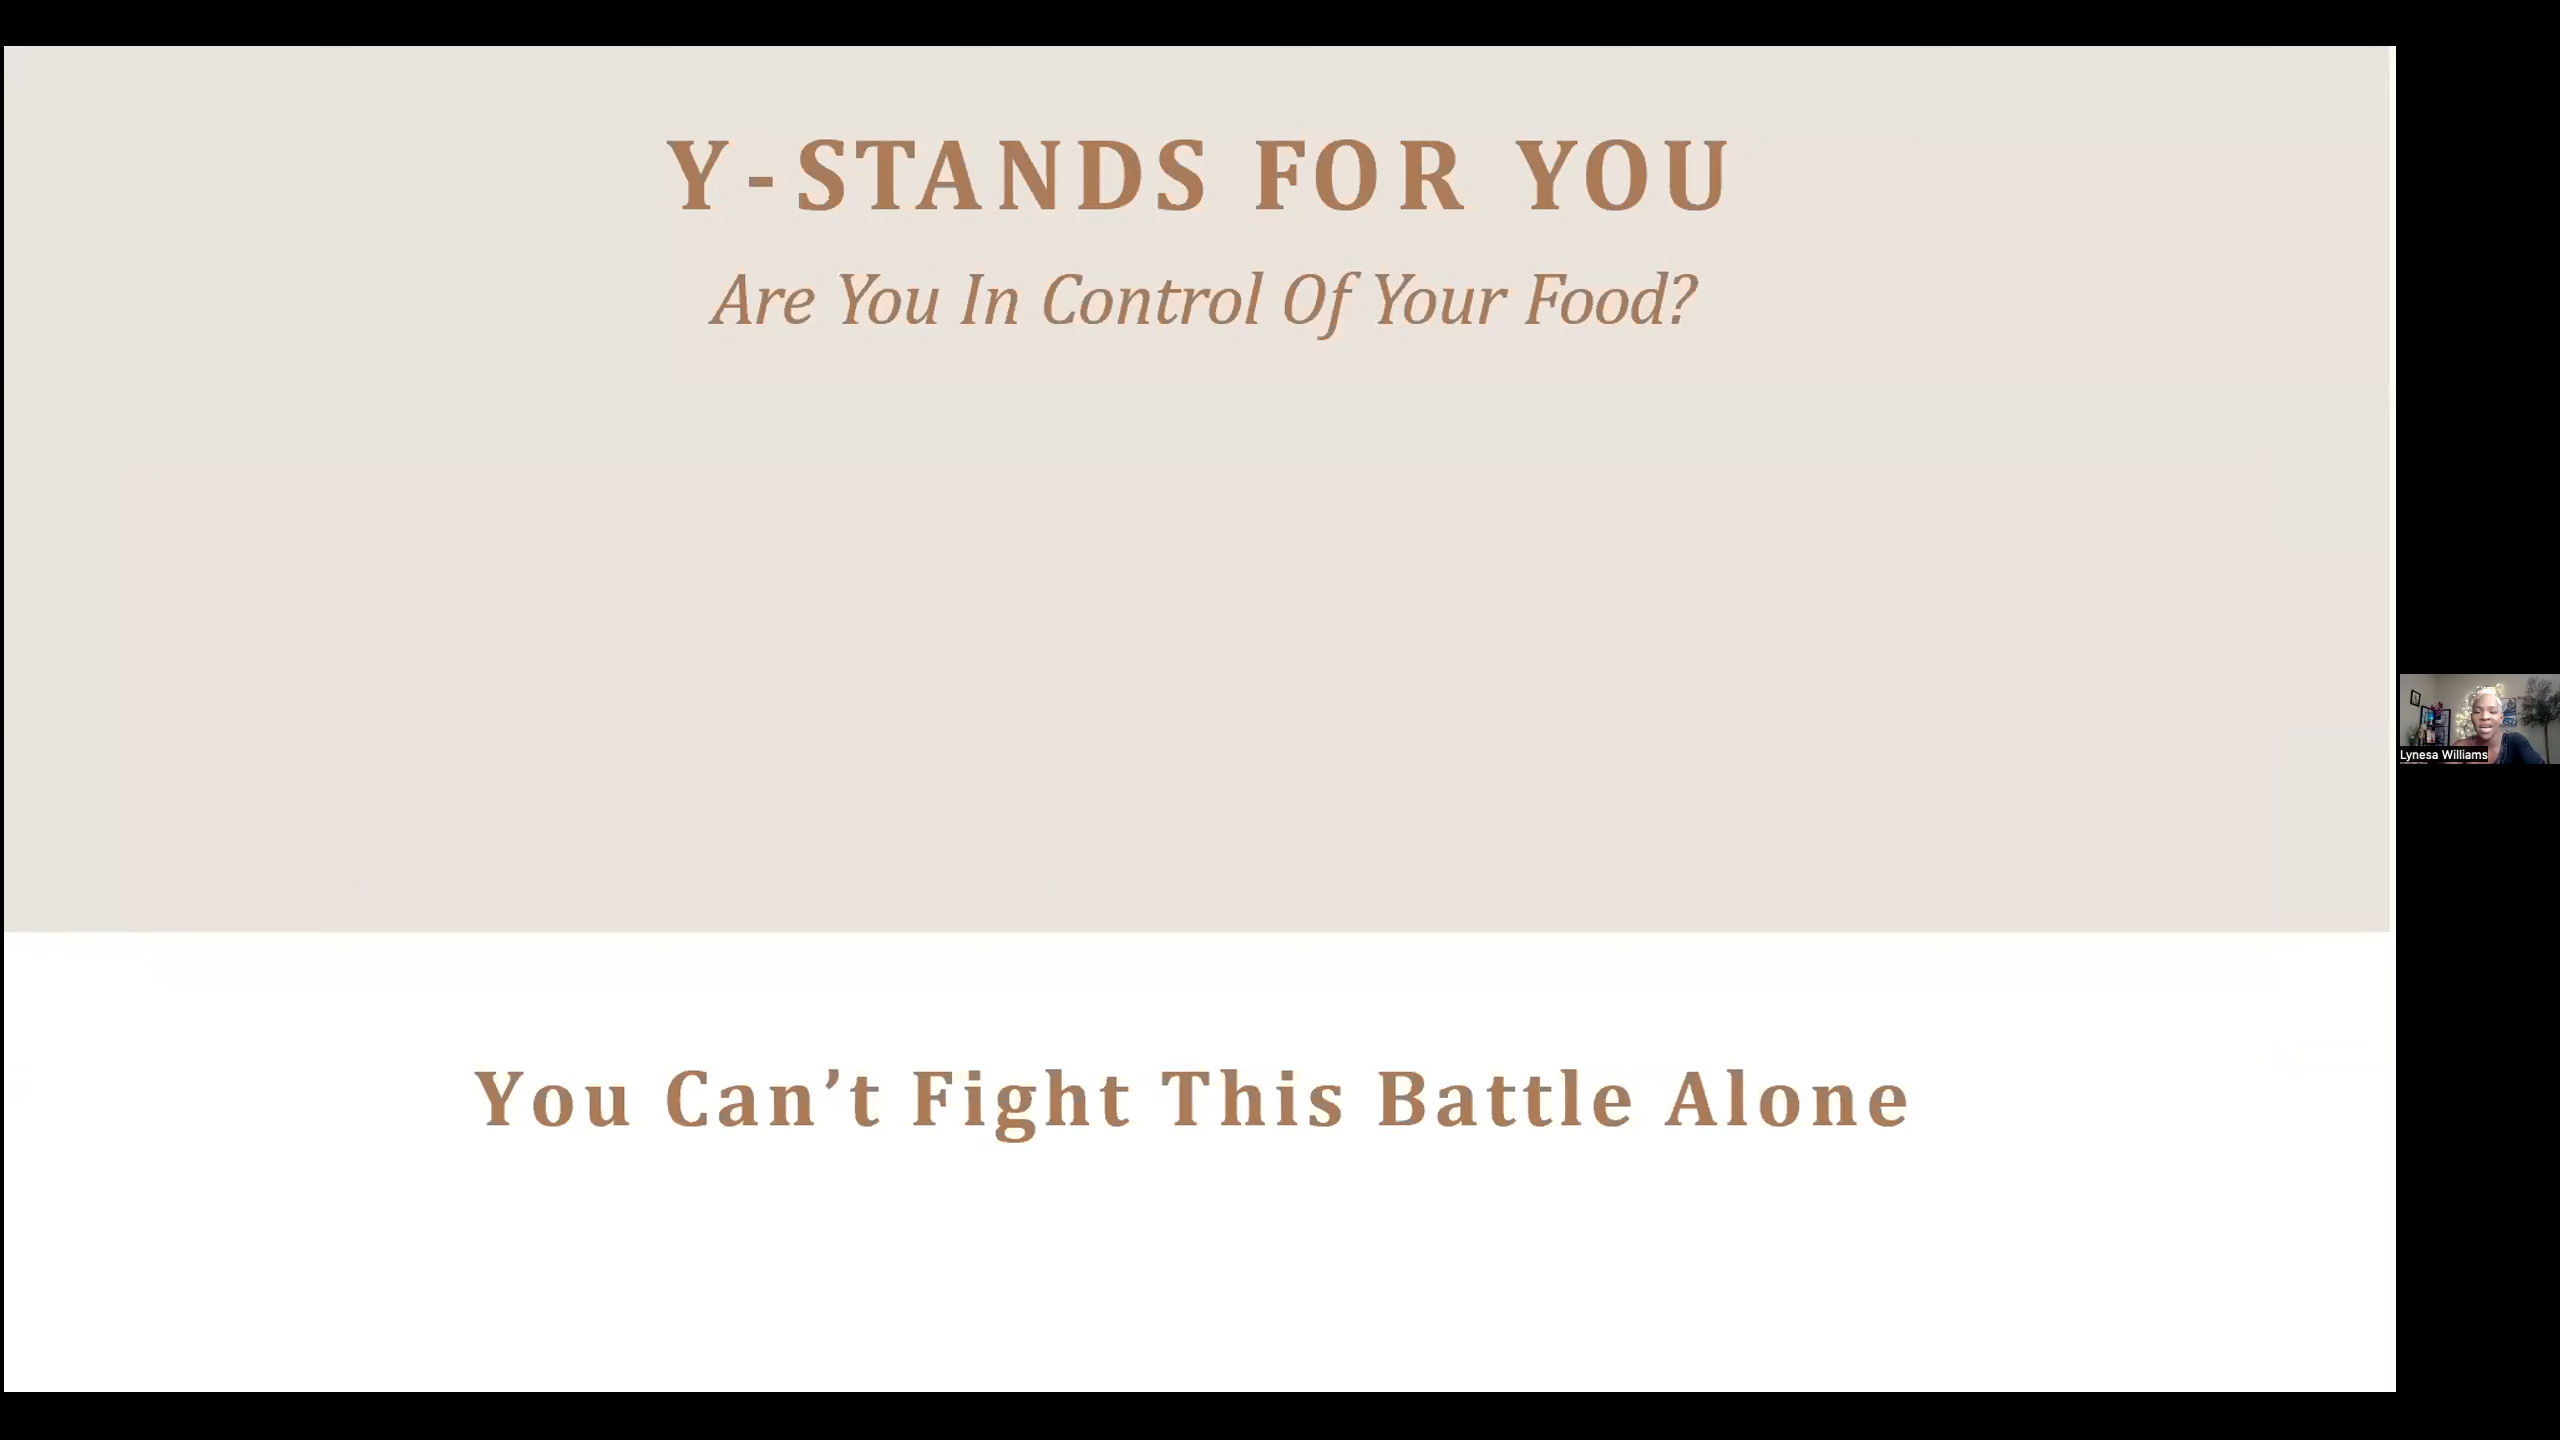 Y-STANDS FOR YOU
Are You In Control Of Your Food?
You Can’t Fight This Battle Alone
Lynesa Williams